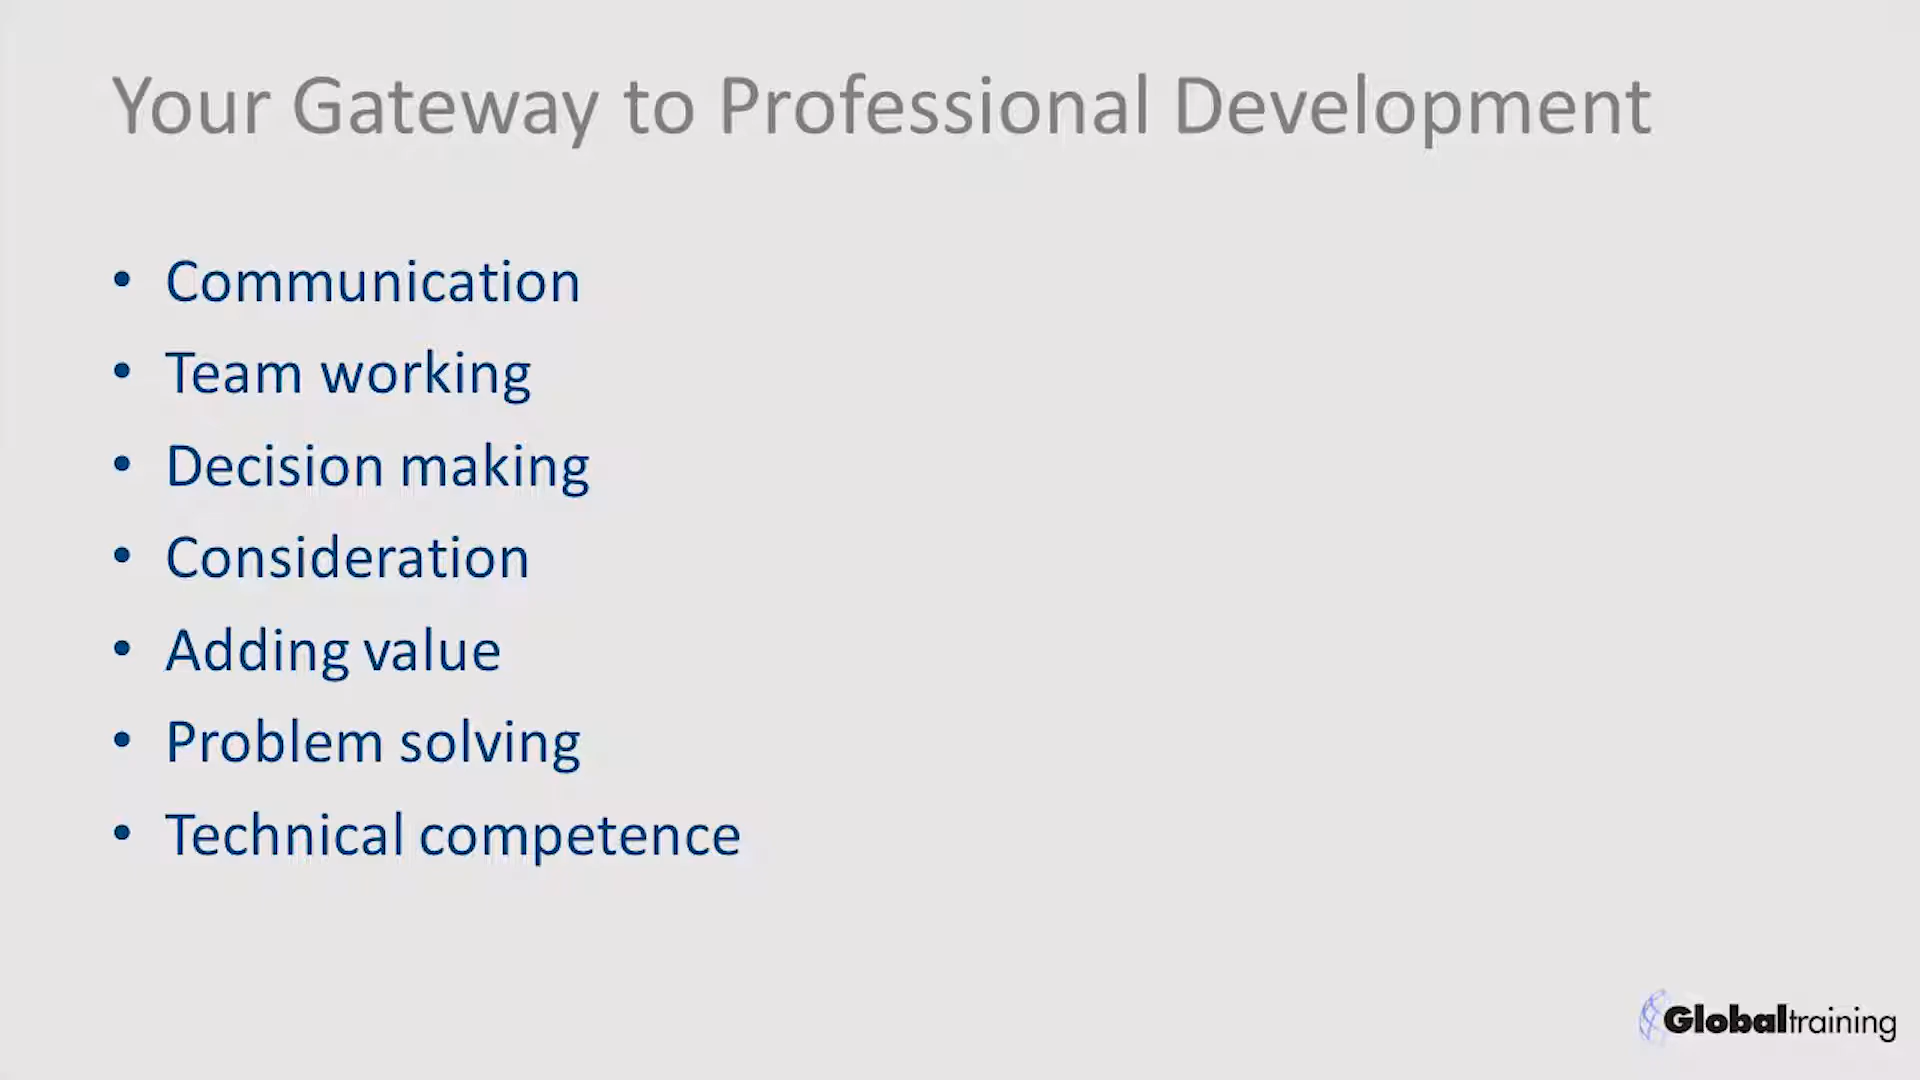 Your Gateway to Professional Development
• Communication
• Team working
• Decision making
• Consideration
• Adding value
• Problem solving
• Technical competence
Globaltraining